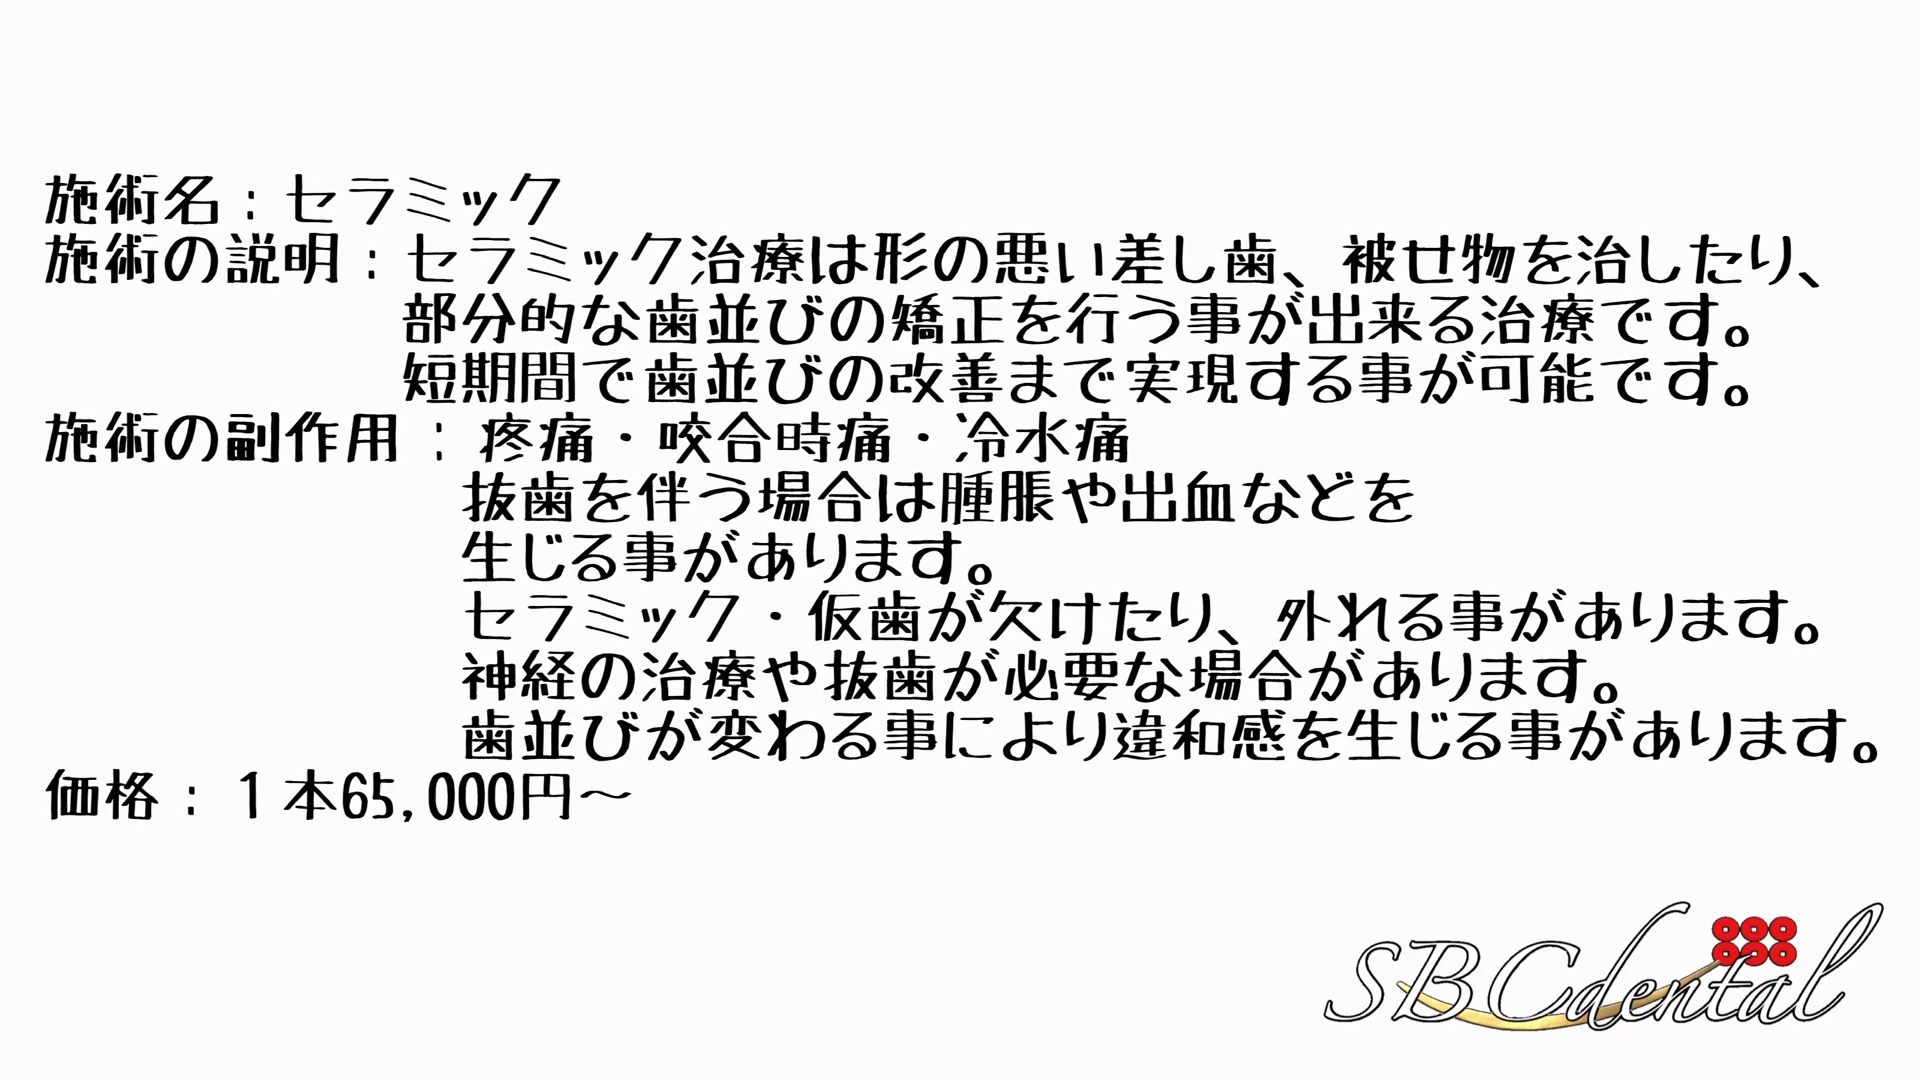 施術名：セラミック
施術の説明：セラミック治療は形の悪い差し歯、被せ物を治したり、
部分的な歯並びの矯正を行う事が出来る治療です。
短期間で歯並びの改善まで実現する事が可能です。
施術の副作用：疼痛・咬合時痛・冷水痛
抜歯を伴う場合は腫脹や出血などを
生じる事があります。
セラミック・仮歯が欠けたり、外れる事があります。
神経の治療や抜歯が必要な場合があります。
歯並びが変わる事により違和感を生じる事があります。
価格：１本65,000円～
SBCdental